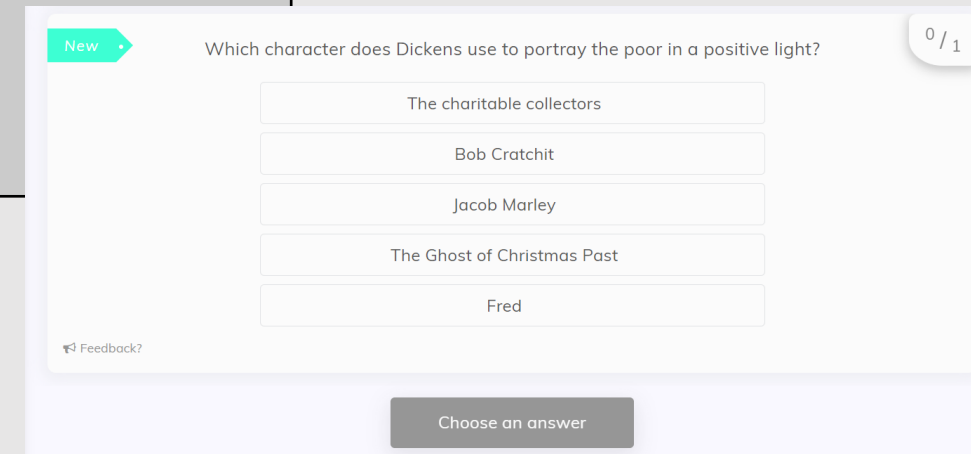 New
Which character does Dickens use to portray the poor in a positive light?
0 / 1
The charitable collectors
Bob Cratchit
Jacob Marley
The Ghost of Christmas Past
Fred
Feedback?
Choose an answer